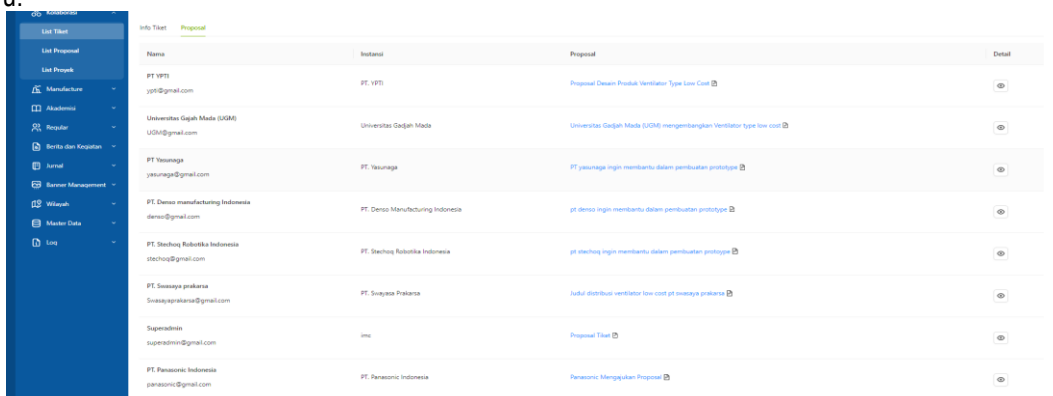 d.
Kolaborasi
List Tiket
List Proposal
List Proyek
Manufacture
Akademisi
Regular
Berita dan Kegiatan
Jurnal
Banner Management
Wilayah
Master Data
Log
Info Tiket Proposal
Nama Instansi Proposal Detail
PT YPTI
ypti@gmail.com
PT. YPTI
Proposal Desain Produk Ventilator Type Low Cost
Universitas Gajah Mada (UGM)
UGM@gmail.com
Universitas Gadjah Mada
Universitas Gadjah Mada (UGM) mengembangkan Ventilator type low cost
PT Yasunaga
yasunaga@gmail.com
PT. Yasunaga
PT yasunaga ingin membantu dalam pembuatan prototype
PT. Denso manufacturing Indonesia
denso@gmail.com
PT. Denso Manufacturing Indonesia
pt denso ingin membantu dalam pembuatan prototype
PT. Stechoq Robotika Indonesia
stechoq@gmail.com
PT. Stechoq Robotika Indonesia
pt stechoq ingin membantu dalam pembuatan protoype
PT. Swasaya prakarsa
Swasayaprakarsa@gmail.com
PT. Swayasa Prakarsa
Judul distribusi ventilator low cost pt swasaya prakarsa
Superadmin
superadmin@gmail.com
imo
Proposal Tiket
PT. Panasonic Indonesia
panasonic@gmail.com
PT. Panasonic Indonesia
Panasonic Mengajukan Proposal